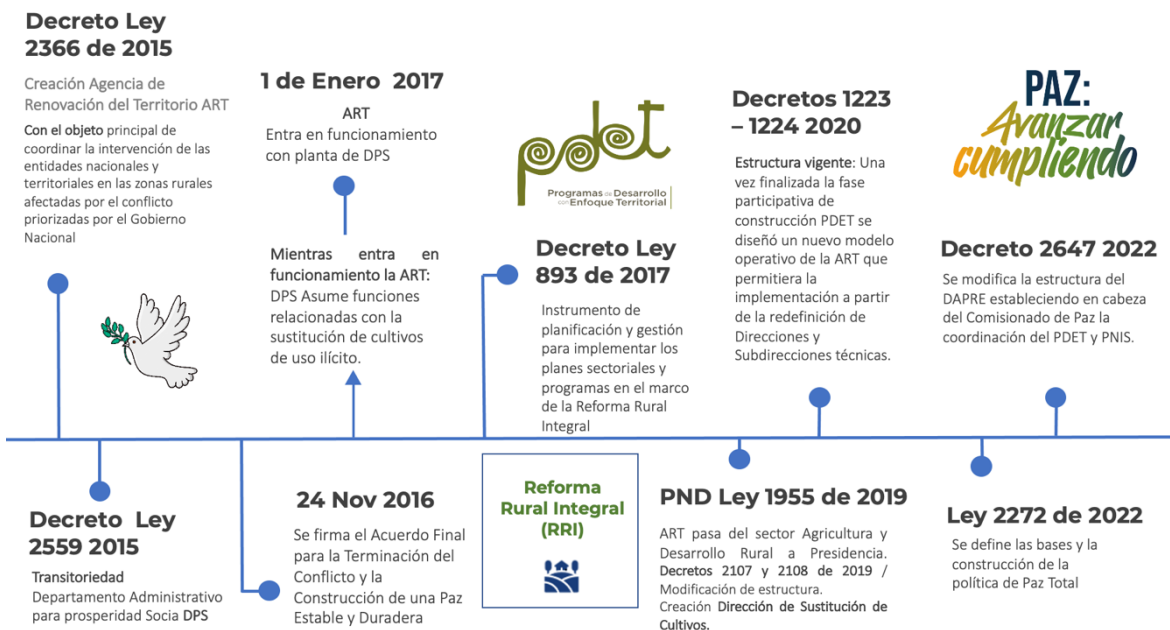 Decreto Ley
2366 de 2015
Creación Agencia de
Renovación del Territorio ART
Con el objeto principal de
coordinar la intervención de las
entidades nacionales y
territoriales en las zonas rurales
afectadas por el conflicto
priorizadas por el Gobierno
Nacional
1 de Enero 2017
ART
Entra en funcionamiento
con planta de DPS
Mientras entra en
funcionamiento la ART:
DPS Asume funciones
relacionadas con la
sustitución de cultivos
de uso ilícito.
pdet
Programas de Desarrollo
con Enfoque Territorial
Decreto Ley
893 de 2017
Instrumento de
planificación y gestión
para implementar los
planes sectoriales y
programas en el marco
de la Reforma Rural
Integral
Decretos 1223
– 1224 2020
Estructura vigente: Una
vez finalizada la fase
participativa de
construcción PDET se
diseñó un nuevo modelo
operativo de la ART que
permitiera la
implementación a partir
de la redefinición de
Direcciones y
Subdirecciones técnicas.
PAZ:
Avanzar
cumpliendo
Decreto 2647 2022
Se modifica la estructura del
DAPRE estableciendo en cabeza
del Comisionado de Paz la
coordinación del PDET y PNIS.
Decreto Ley
2559 2015
Transitoriedad
Departamento Administrativo
para prosperidad Socia DPS
24 Nov 2016
Se firma el Acuerdo Final
para la Terminación del
Conflicto y la
Construcción de una Paz
Estable y Duradera
Reforma
Rural Integral
(RRI)
PND Ley 1955 de 2019
ART pasa del sector Agricultura y
Desarrollo Rural a Presidencia.
Decretos 2107 y 2108 de 2019 /
Modificación de estructura.
Creación Dirección de Sustitución de
Cultivos.
Ley 2272 de 2022
Se define las bases y la
construcción de la
política de Paz Total